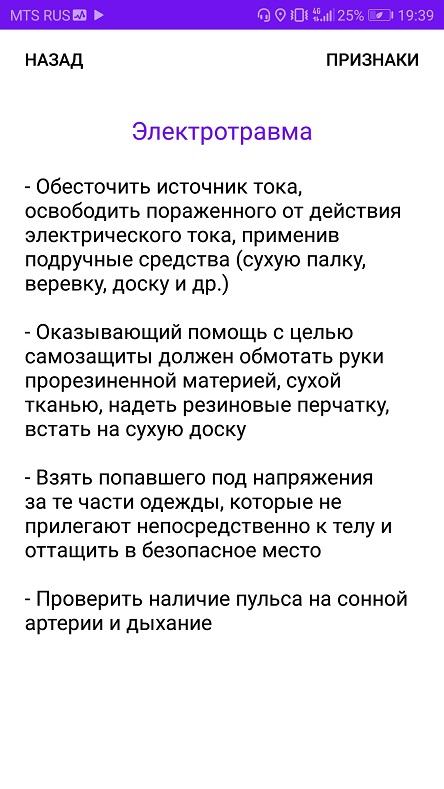 MTS RUS 4G 25% 19:39
НАЗАД ПРИЗНАКИ
Электротравма
- Обесточить источник тока,
освободить пораженного от действия
электрического тока, применив
подручные средства (сухую палку,
веревку, доску и др.)
- Оказывающий помощь с целью
самозащиты должен обмотать руки
прорезиненной материей, сухой
тканью, надеть резиновые перчатку,
встать на сухую доску
- Взять попавшего под напряжения
за те части одежды, которые не
прилегают непосредственно к телу и
оттащить в безопасное место
- Проверить наличие пульса на сонной
артерии и дыхание